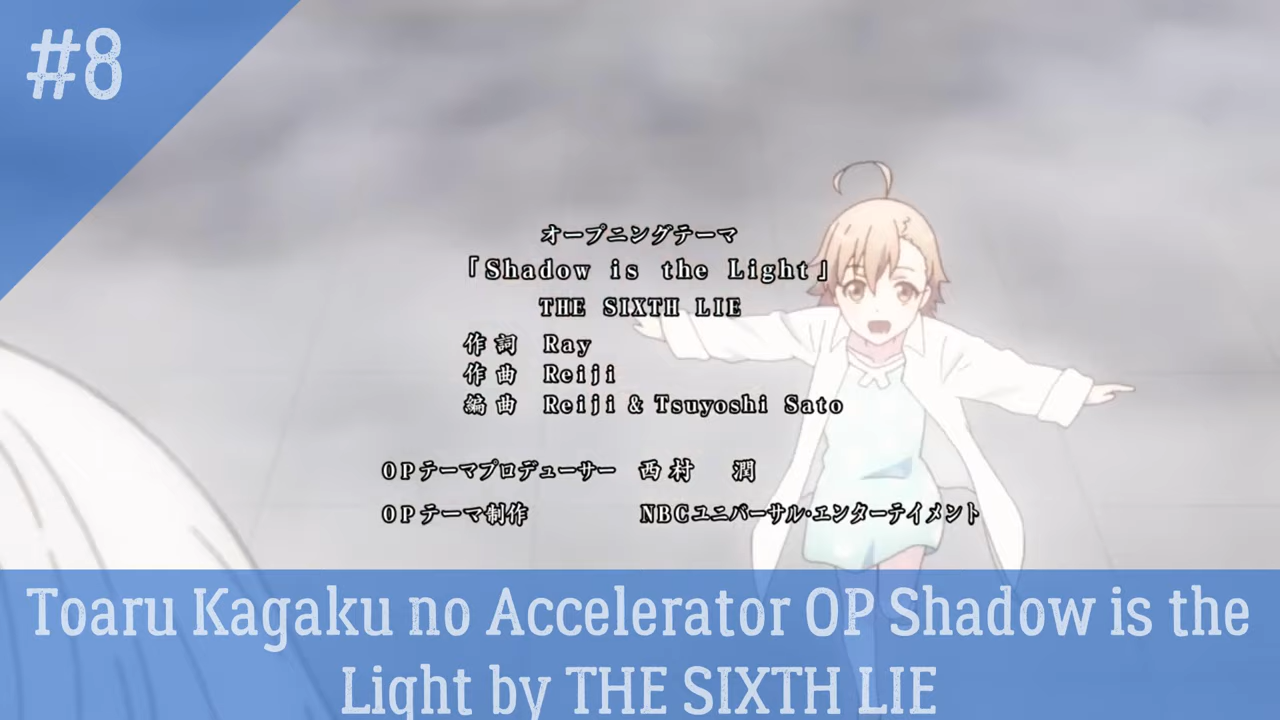 #8
オープニングテーマ
「Shadow is the Light」
THE SIXTH LIE
作詞 Ray
作曲 Reiji
編曲 Reiji & Tsuyoshi Sato
OPテーマプロデューサー 西村 潤
OPテーマ制作 NBCユニバーサル・エンターテイメント
Toaru Kagaku no Accelerator OP Shadow is the
Light by THE SIXTH LIE